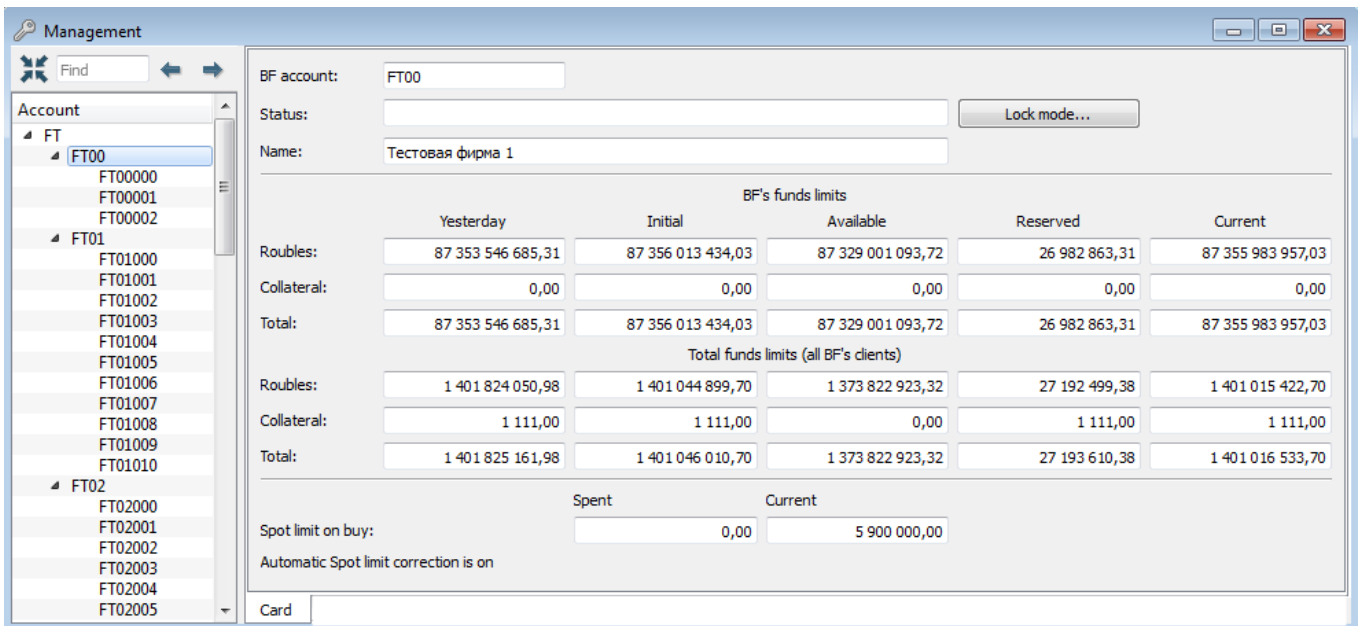 Management
Find
Account
FT
FT00
FT00000
FT00001
FT00002
FT01
FT01000
FT01001
FT01002
FT01003
FT01004
FT01005
FT01006
FT01007
FT01008
FT01009
FT01010
FT02
FT02000
FT02001
FT02002
FT02003
FT02004
FT02005
BF account: FT00
Status: Lock mode...
Name: Тестовая фирма 1
BF's funds limits
Yesterday Initial Available Reserved Current
Roubles: 87 353 546 685,31 87 356 013 434,03 87 329 001 093,72 26 982 863,31 87 355 983 957,03
Collateral: 0,00 0,00 0,00 0,00 0,00
Total: 87 353 546 685,31 87 356 013 434,03 87 329 001 093,72 26 982 863,31 87 355 983 957,03
Total funds limits (all BF's clients)
Roubles: 1 401 824 050,98 1 401 044 899,70 1 373 822 923,32 27 192 499,38 1 401 015 422,70
Collateral: 1 111,00 1 111,00 0,00 1 111,00 1 111,00
Total: 1 401 825 161,98 1 401 046 010,70 1 373 822 923,32 27 193 610,38 1 401 016 533,70
Spent Current
Spot limit on buy: 0,00 5 900 000,00
Automatic Spot limit correction is on
Card